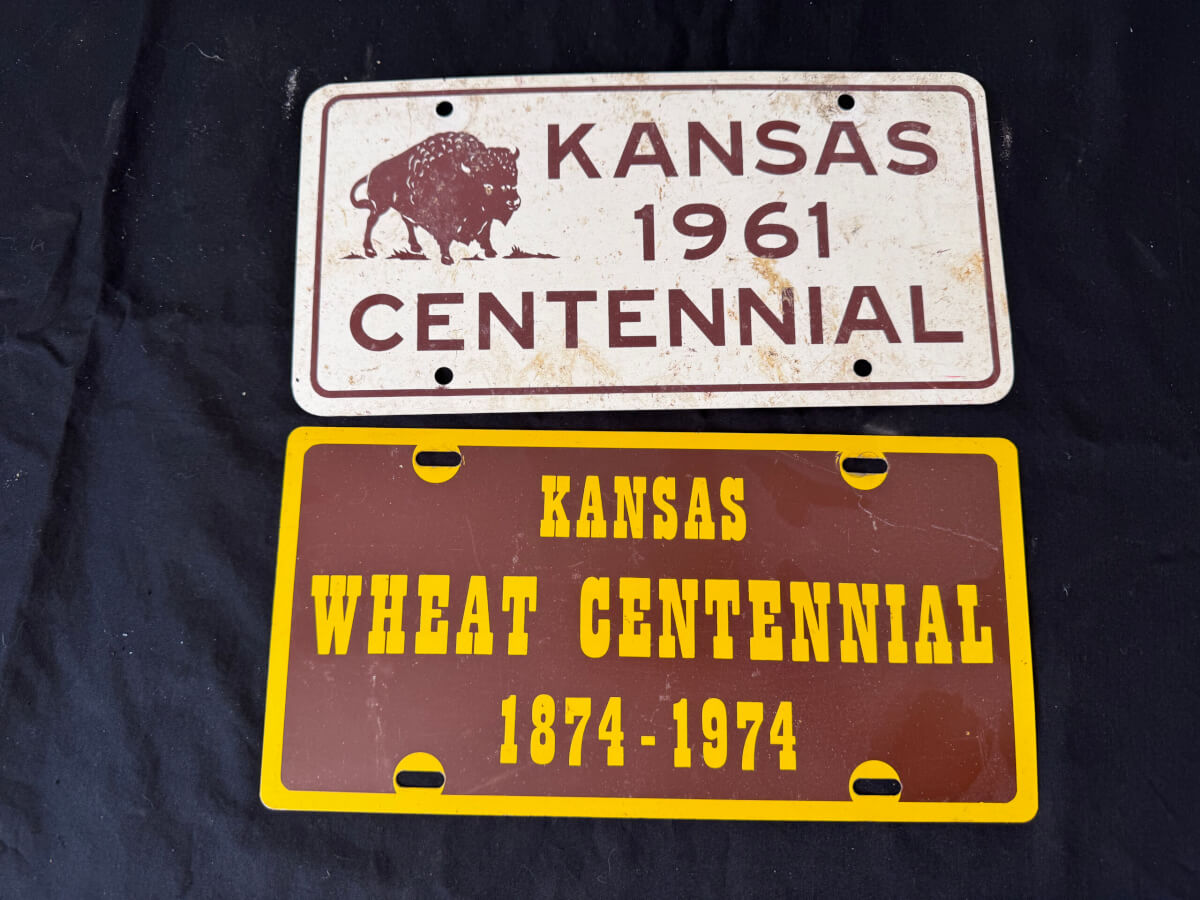 KANSAS
1961
CENTENNIAL
KANSAS
WHEAT CENTENNIAL
1874-1974